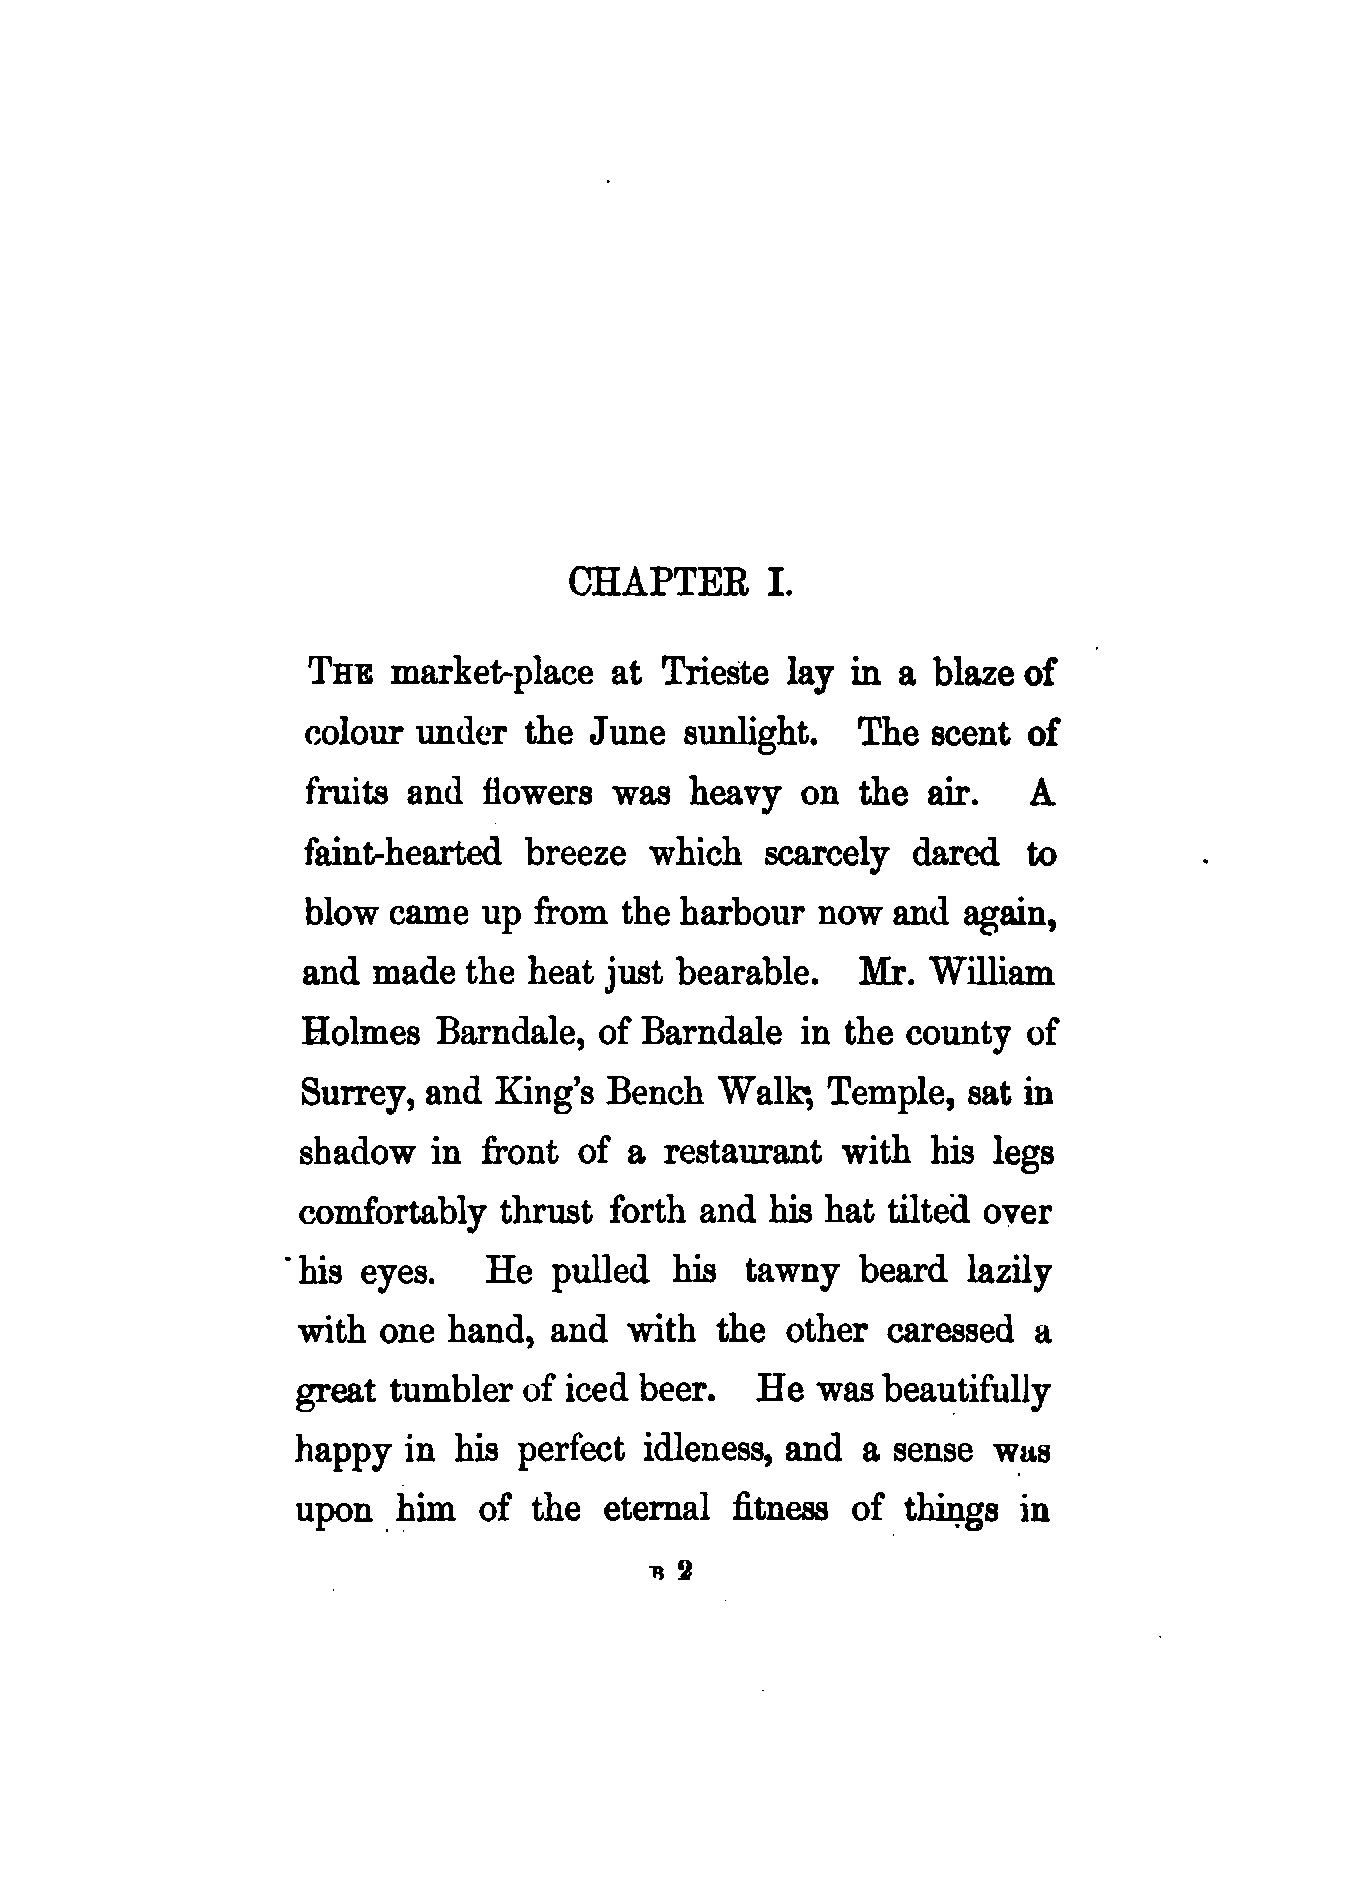 CHAPTER I.
THE market-place at Trieste lay in a blaze of
colour under the June sunlight. The scent of
fruits and flowers was heavy on the air. A
faint-hearted breeze which scarcely dared to
blow came up from the harbour now and again,
and made the heat just bearable. Mr. William
Holmes Barndale, of Barndale in the county of
Surrey, and King's Bench Walk, Temple, sat in
shadow in front of a restaurant with his legs
comfortably thrust forth and his hat tilted over
his eyes. He pulled his tawny beard lazily
with one hand, and with the other caressed a
great tumbler of iced beer. He was beautifully
happy in his perfect idleness, and a sense was
upon him of the eternal fitness of things in
B 2